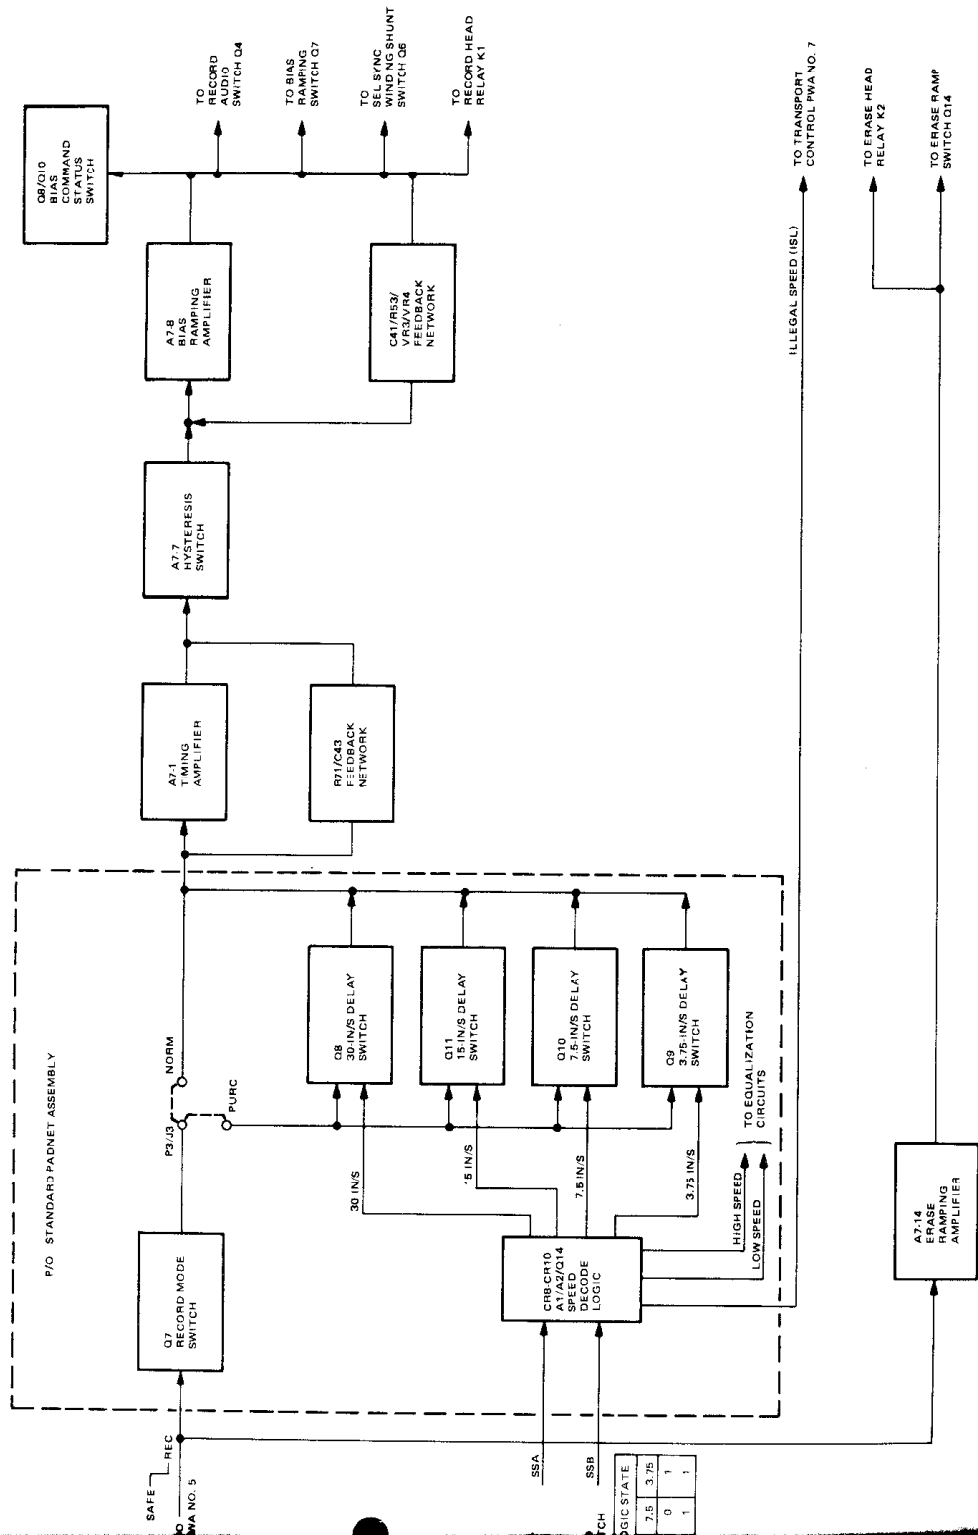 SAFE
REC
WA NO. 5
P/O STANDARD PADNET ASSEMBLY
Q7
RECORD MODE
SWITCH
P3/J3
NORM
PURC
30 IN/S
15 IN/S
7.5 IN/S
3.75 IN/S
Q8
30-IN/S DELAY
SWITCH
Q11
15-IN/S DELAY
SWITCH
Q10
7.5-IN/S DELAY
SWITCH
Q9
3.75-IN/S DELAY
SWITCH
SSA
SSB
CR8-CR10
A1/A2/Q14
SPEED
DECODE
LOGIC
HIGH SPEED
LOW SPEED
TO EQUALIZATION
CIRCUITS
TCH
OGIC STATE
7.5 3.75
0 1
1 1
A7-1
TIMING
AMPLIFIER
R71/C43
FEEDBACK
NETWORK
A7-7
HYSTERESIS
SWITCH
A7-8
BIAS
RAMPING
AMPLIFIER
C41/R53/
VR3/VR4
FEEDBACK
NETWORK
Q8/Q10
BIAS
COMMAND
STATUS
SWITCH
TO
RECORD
AUDIO
SWITCH Q4
TO BIAS
RAMPING
SWITCH Q7
TO
SEL SYNC
WINDING SHUNT
SWITCH Q6
TO
RECORD HEAD
RELAY K1
ILLEGAL SPEED (ISL)
TO TRANSPORT
CONTROL PWA NO. 7
A7-14
ERASE
RAMPING
AMPLIFIER
TO ERASE HEAD
RELAY K2
TO ERASE RAMP
SWITCH Q14